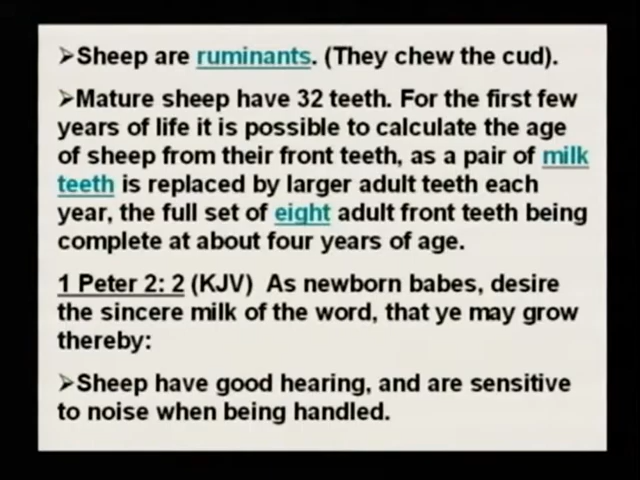 ➢Sheep are ruminants. (They chew the cud).
➢Mature sheep have 32 teeth. For the first few
years of life it is possible to calculate the age
of sheep from their front teeth, as a pair of milk
teeth is replaced by larger adult teeth each
year, the full set of eight adult front teeth being
complete at about four years of age.
1 Peter 2: 2 (KJV)  As newborn babes, desire
the sincere milk of the word, that ye may grow
thereby:
➢Sheep have good hearing, and are sensitive
to noise when being handled.